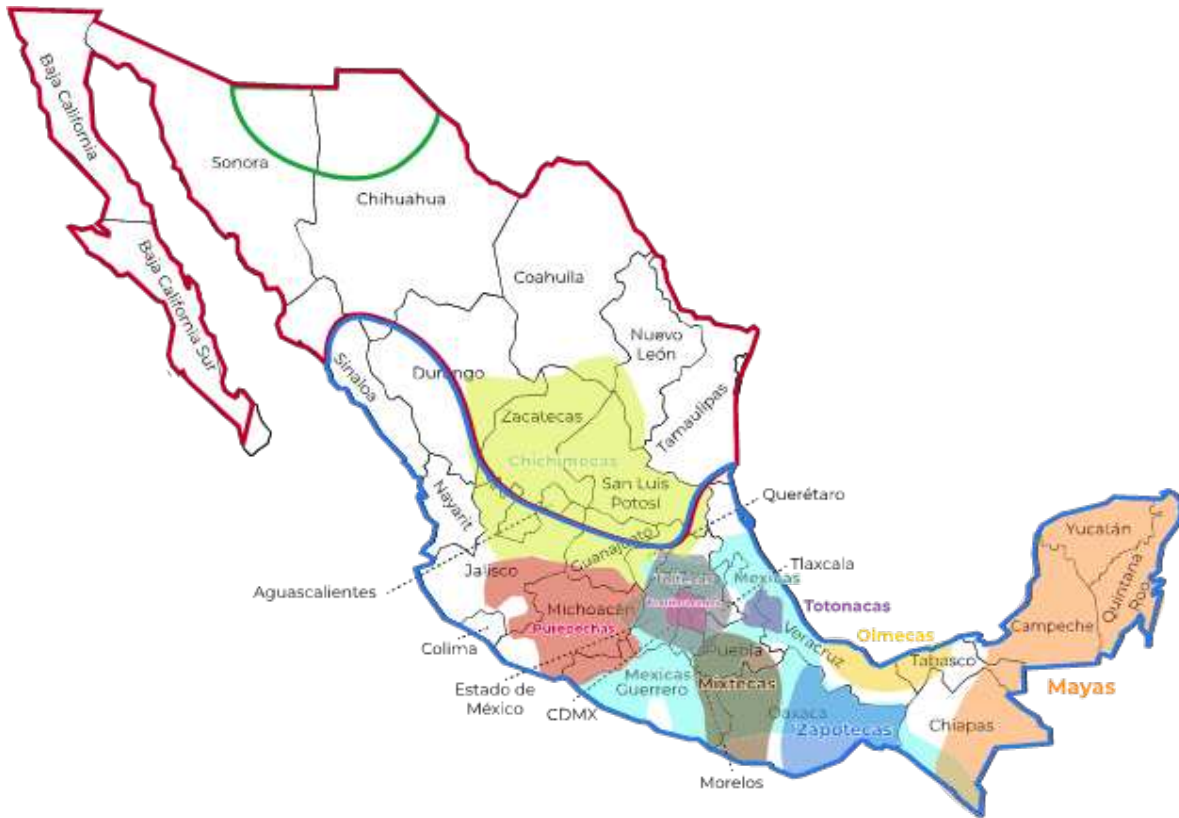 Baja California
Sonora
Chihuahua
Baja California Sur
Coahuila
Nuevo
León
Sinaloa
Durango
Tamaulipas
Zacatecas
Chichimecas
San Luis
Potosí
Nayarit
Querétaro
Guanajuato
Yucatán
Quintana
Roo
Jalisco
Aguascalientes
Toltecas
Mexicas
Tlaxcala
Michoacán
Purépechas
Totonacas
Campeche
Colima
Veracruz
Olmecas
Tabasco
Puebla
Mayas
Estado de
México
Mexicas
Guerrero
Mixtecas
CDMX
Oaxaca
Zapotecas
Chiapas
Morelos